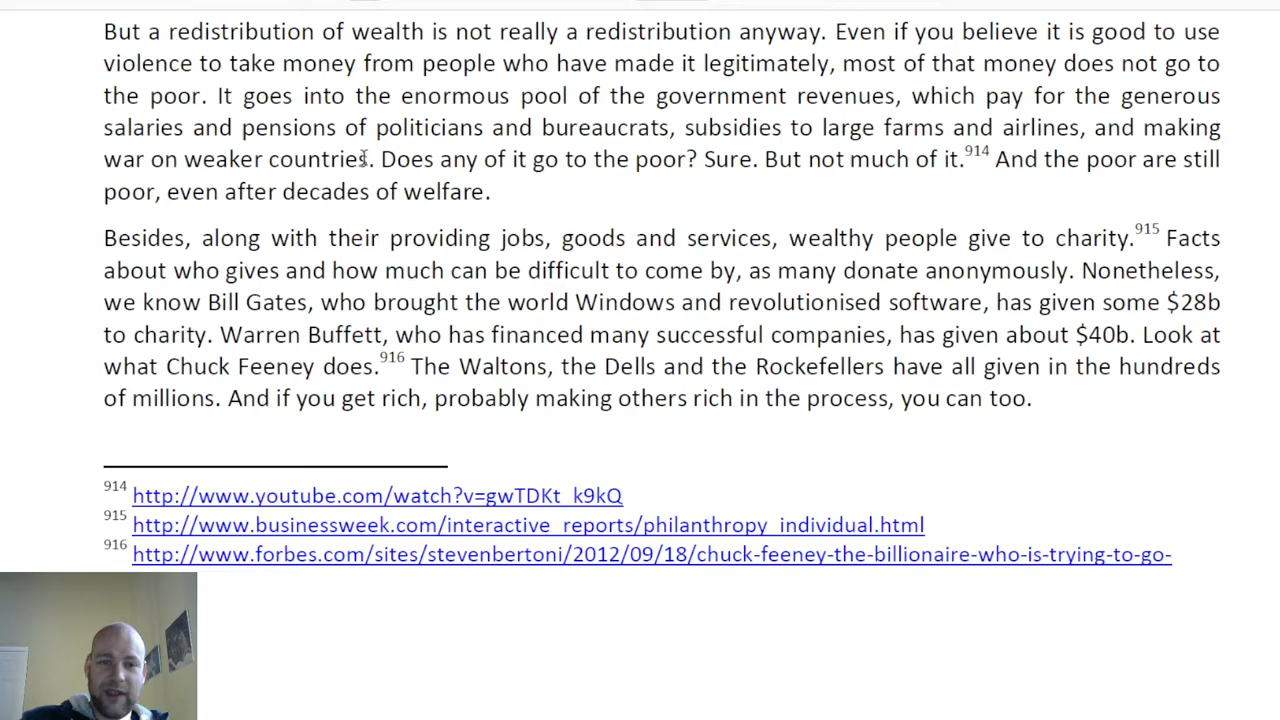 But a redistribution of wealth is not really a redistribution anyway. Even if you believe it is good to use
violence to take money from people who have made it legitimately, most of that money does not go to
the poor. It goes into the enormous pool of the government revenues, which pay for the generous
salaries and pensions of politicians and bureaucrats, subsidies to large farms and airlines, and making
war on weaker countries. Does any of it go to the poor? Sure. But not much of it.914 And the poor are still
poor, even after decades of welfare.
Besides, along with their providing jobs, goods and services, wealthy people give to charity.915 Facts
about who gives and how much can be difficult to come by, as many donate anonymously. Nonetheless,
we know Bill Gates, who brought the world Windows and revolutionised software, has given some $28b
to charity. Warren Buffett, who has financed many successful companies, has given about $40b. Look at
what Chuck Feeney does.916 The Waltons, the Dells and the Rockefellers have all given in the hundreds
of millions. And if you get rich, probably making others rich in the process, you can too.
914 http://www.youtube.com/watch?v=gwTDKt_k9kQ
915 http://www.businessweek.com/interactive_reports/philanthropy_individual.html
916 http://www.forbes.com/sites/stevenbertoni/2012/09/18/chuck-feeney-the-billionaire-who-is-trying-to-go-